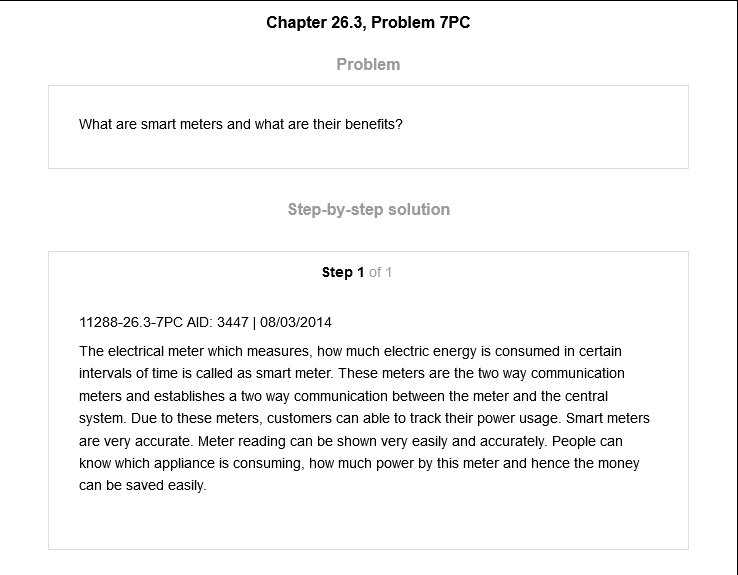 Chapter 26.3, Problem 7PC
Problem
What are smart meters and what are their benefits?
Step-by-step solution
Step 1 of 1
11288-26.3-7PC AID: 3447 | 08/03/2014
The electrical meter which measures, how much electric energy is consumed in certain
intervals of time is called as smart meter. These meters are the two way communication
meters and establishes a two way communication between the meter and the central
system. Due to these meters, customers can able to track their power usage. Smart meters
are very accurate. Meter reading can be shown very easily and accurately. People can
know which appliance is consuming, how much power by this meter and hence the money
can be saved easily.